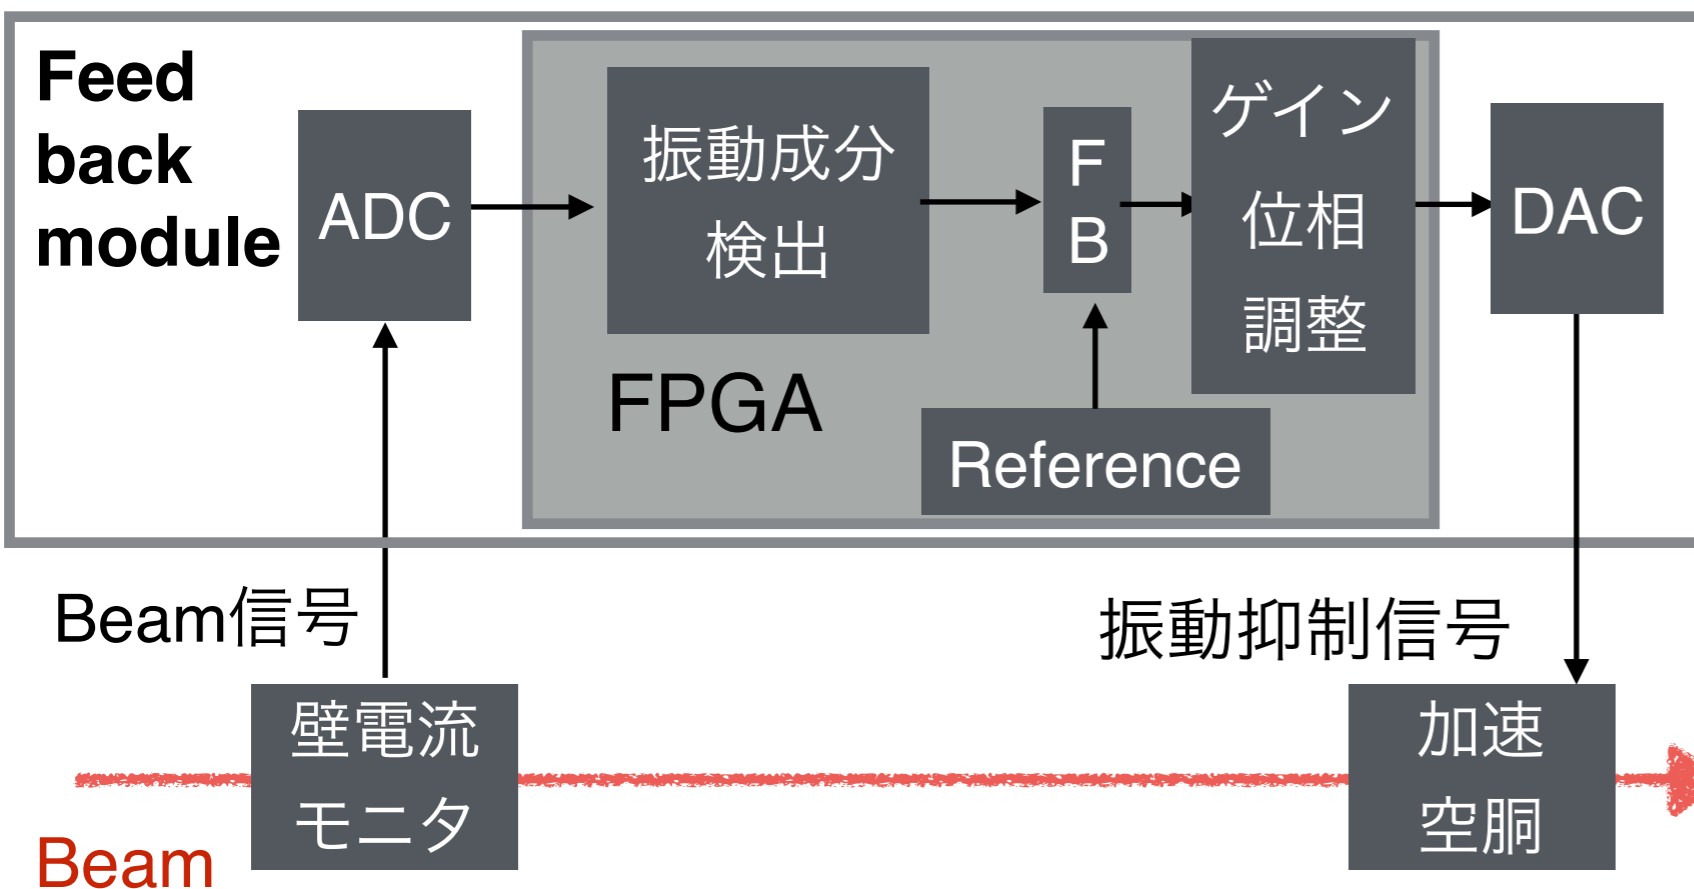 Feed
back
module
ADC
振動成分
検出
F
B
ゲイン
位相
調整
DAC
FPGA
Reference
Beam信号
振動抑制信号
壁電流
モニタ
加速
空胴
Beam